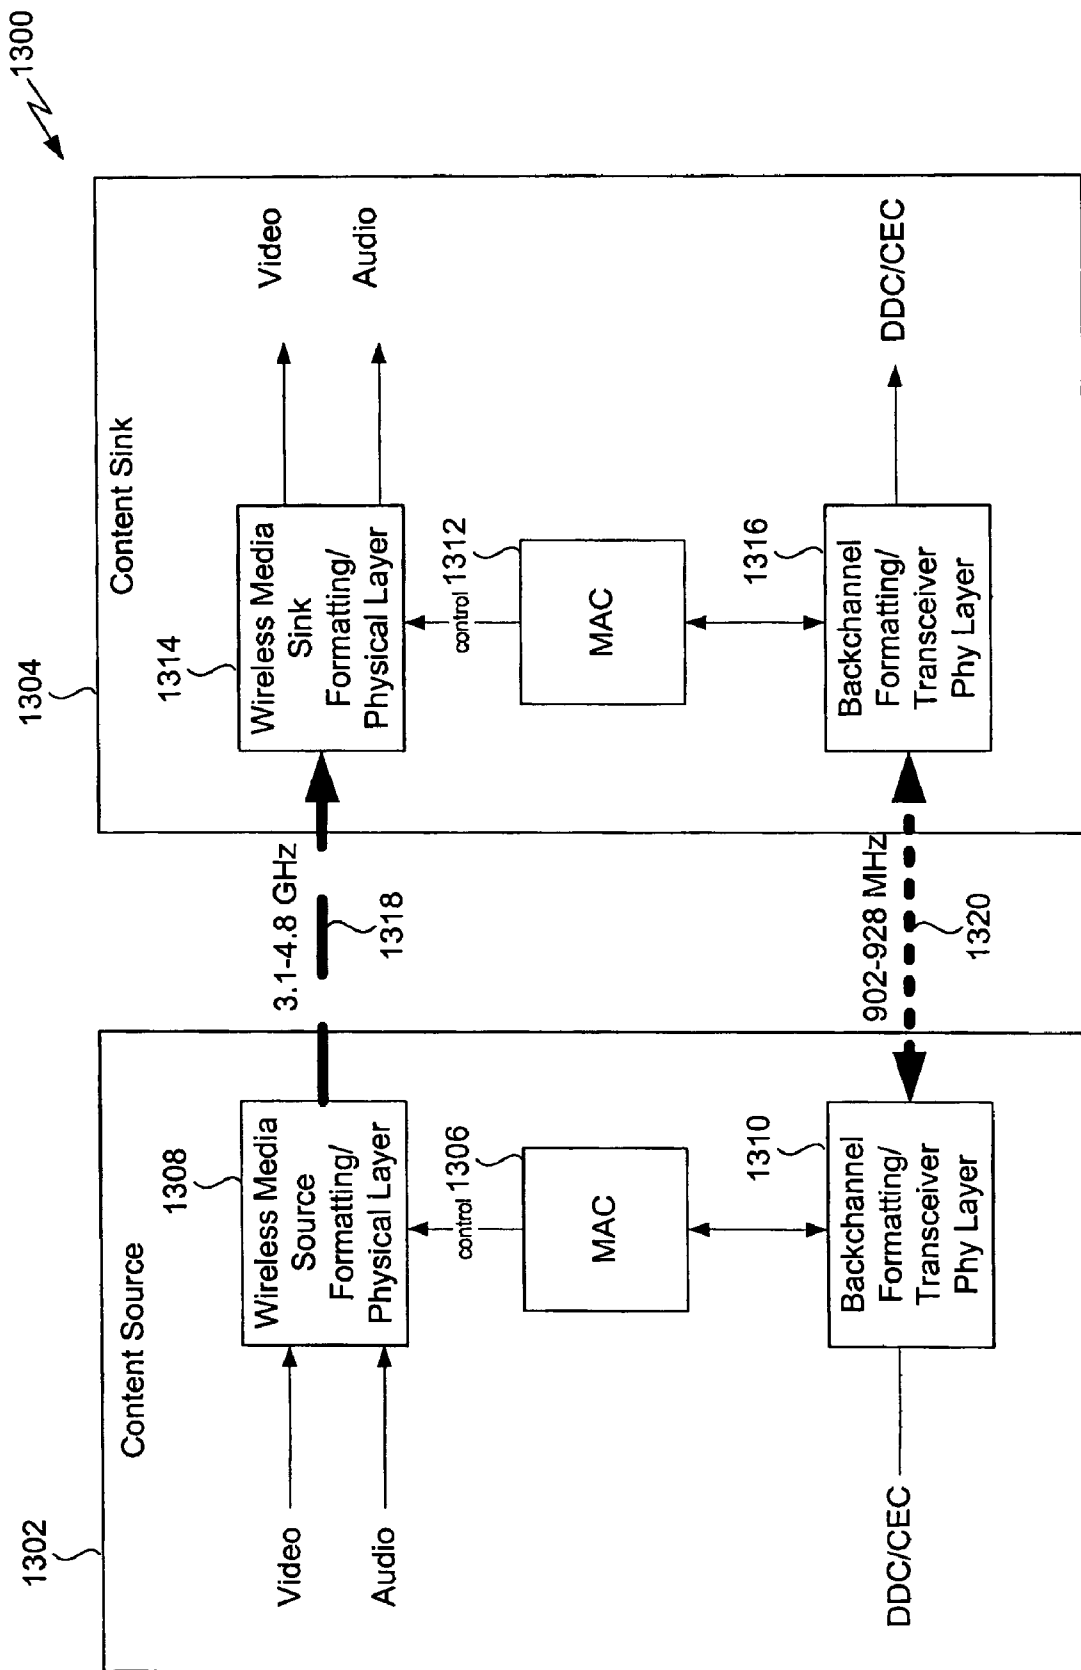 1300
1302
Content Source
Video
Audio
1308
Wireless Media
Source
Formatting/
Physical Layer
control
1306
MAC
1310
Backchannel
Formatting/
Transceiver
Phy Layer
DDC/CEC
3.1-4.8 GHz
1318
902-928 MHz
1320
1304
Content Sink
1314
Wireless Media
Sink
Formatting/
Physical Layer
Video
Audio
control
1312
MAC
1316
Backchannel
Formatting/
Transceiver
Phy Layer
DDC/CEC